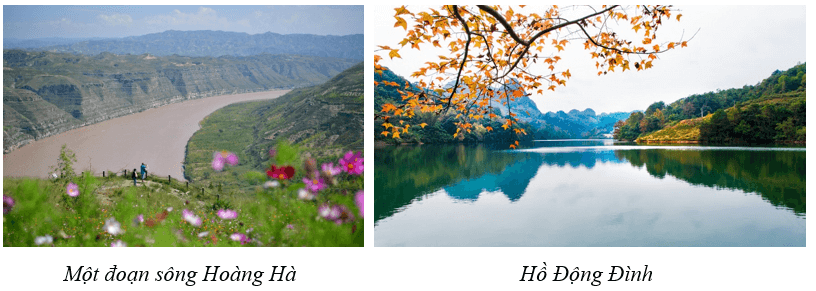 Một đoạn sông Hoàng Hà
Hồ Động Đình